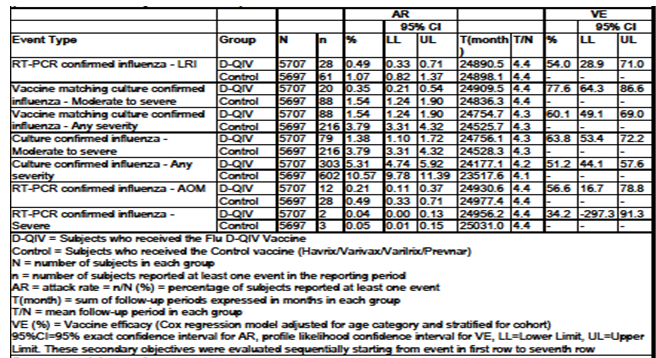 AR VE
95% CI 95% CI
Event Type Group N n % LL UL T(month T/N % LL UL
)
RT-PCR confirmed influenza - LRI D-QIV 5707 28 0.49 0.33 0.71 24890.5 4.4 54.0 28.9 71.0
Control 5697 61 1.07 0.82 1.37 24898.1 4.4 - - -
Vaccine matching culture confirmed D-QIV 5707 20 0.35 0.21 0.54 24909.5 4.4 77.6 64.3 86.6
influenza - Moderate to severe Control 5697 88 1.54 1.24 1.90 24836.3 4.4 - - -
Vaccine matching culture confirmed D-QIV 5707 88 1.54 1.24 1.90 24754.7 4.3 60.1 49.1 69.0
influenza - Any severity Control 5697 216 3.79 3.31 4.32 24525.7 4.3 - - -
Culture confirmed influenza - D-QIV 5707 79 1.38 1.10 1.72 24756.1 4.3 63.8 53.4 72.2
Moderate to severe Control 5697 216 3.79 3.31 4.32 24528.3 4.3 - - -
Culture confirmed influenza - Any D-QIV 5707 303 5.31 4.74 5.92 24177.1 4.2 51.2 44.1 57.6
severity Control 5697 602 10.57 9.78 11.39 23517.6 4.1 - - -
RT-PCR confirmed influenza - AOM D-QIV 5707 12 0.21 0.11 0.37 24930.6 4.4 56.6 16.7 78.8
Control 5697 28 0.49 0.33 0.71 24977.4 4.4 - - -
RT-PCR confirmed influenza - D-QIV 5707 2 0.04 0.00 0.13 24956.2 4.4 34.2 -297.3 91.3
Severe Control 5697 3 0.05 0.01 0.15 25031.0 4.4 - - -
D-QIV = Subjects who received the Flu D-QIV Vaccine
Control = Subjects who received the Control vaccine (Havrix/Varivax/Varilrix/Prevnar)
N = number of subjects in each group
n = number of subjects reported at least one event in the reporting period
AR = attack rate = n/N (%) = percentage of subjects reported at least one event
T(month) = sum of follow-up periods expressed in months in each group
T/N = mean follow-up period in each group
VE (%) = Vaccine efficacy (Cox regression model adjusted for age category and stratified for cohort)
95%CI=95% exact confidence interval for AR, profile likelihood confidence interval for VE, LL=Lower Limit, UL=Upper
Limit. These secondary objectives were evaluated sequentially starting from event in first row to seventh row